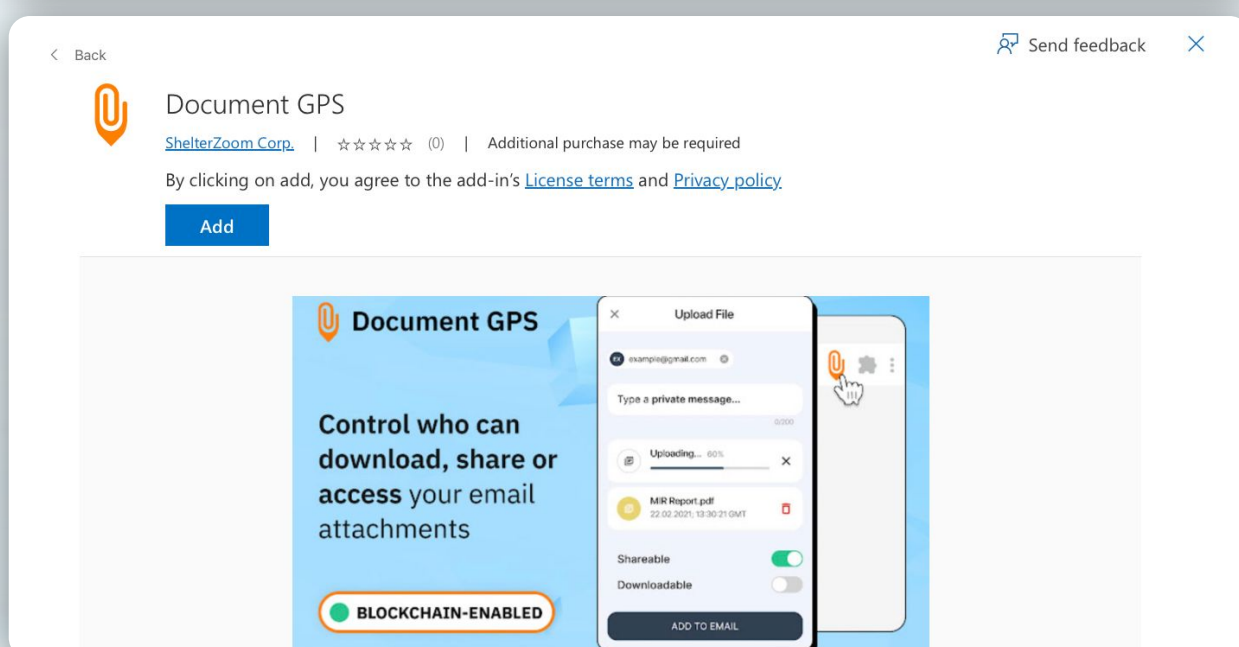 Back
Send feedback
Document GPS
ShelterZoom Corp. | ☆☆☆☆☆ (0) | Additional purchase may be required
By clicking on add, you agree to the add-in's License terms and Privacy policy
Add
Document GPS
Control who can
download, share or
access your email
attachments
BLOCKCHAIN-ENABLED
Upload File
EX example@gmail.com
Type a private message...
0/200
Uploading... 60%
MIR Report.pdf
22.02.2021, 13:30:21 GMT
Shareable
Downloadable
ADD TO EMAIL